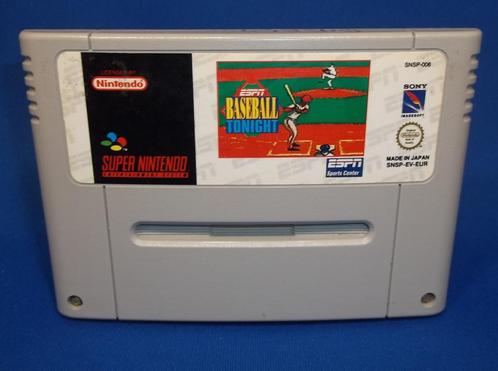 LICENSED BY
Nintendo
SNSP-006
ESPN
BASEBALL
TONIGHT
SONY
IMAGESOFT
SUPER NINTENDO
ENTERTAINMENT SYSTEM
ESPN
Sports Center
MADE IN JAPAN
SNSP-EV-EUR